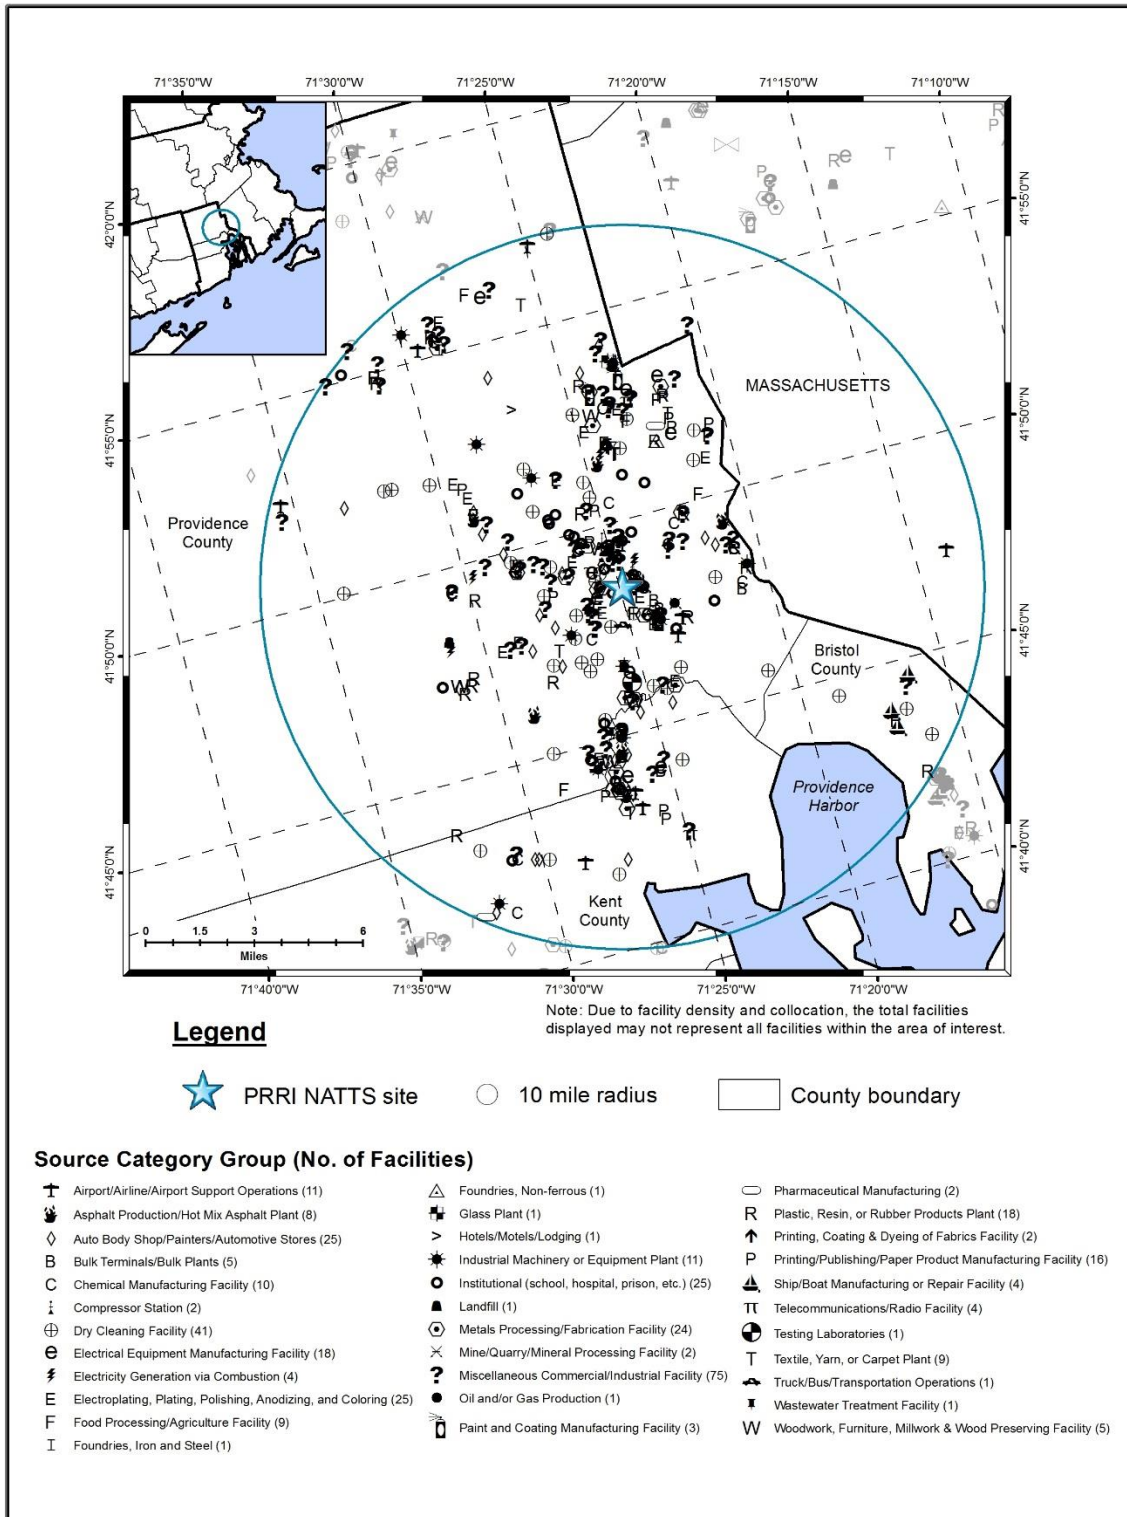 71°35'0"W 71°30'0"W 71°25'0"W 71°20'0"W 71°15'0"W 71°10'0"W
42°0'0"N
41°55'0"N
41°50'0"N
41°45'0"N
41°55'0"N
41°50'0"N
41°45'0"N
41°40'0"N
MASSACHUSETTS
Providence
County
Bristol
County
Providence
Harbor
Kent
County
0 1.5 3 6
Miles
71°40'0"W 71°35'0"W 71°30'0"W 71°25'0"W 71°20'0"W
Note: Due to facility density and collocation, the total facilities
displayed may not represent all facilities within the area of interest.
Legend
PRRI NATTS site 10 mile radius County boundary
Source Category Group (No. of Facilities)
Airport/Airline/Airport Support Operations (11)
Asphalt Production/Hot Mix Asphalt Plant (8)
Auto Body Shop/Painters/Automotive Stores (25)
B Bulk Terminals/Bulk Plants (5)
C Chemical Manufacturing Facility (10)
Compressor Station (2)
Dry Cleaning Facility (41)
e Electrical Equipment Manufacturing Facility (18)
Electricity Generation via Combustion (4)
E Electroplating, Plating, Polishing, Anodizing, and Coloring (25)
F Food Processing/Agriculture Facility (9)
I Foundries, Iron and Steel (1)
Foundries, Non-ferrous (1)
Glass Plant (1)
> Hotels/Motels/Lodging (1)
Industrial Machinery or Equipment Plant (11)
Institutional (school, hospital, prison, etc.) (25)
Landfill (1)
Metals Processing/Fabrication Facility (24)
Mine/Quarry/Mineral Processing Facility (2)
? Miscellaneous Commercial/Industrial Facility (75)
Oil and/or Gas Production (1)
Paint and Coating Manufacturing Facility (3)
Pharmaceutical Manufacturing (2)
R Plastic, Resin, or Rubber Products Plant (18)
Printing, Coating & Dyeing of Fabrics Facility (2)
P Printing/Publishing/Paper Product Manufacturing Facility (16)
Ship/Boat Manufacturing or Repair Facility (4)
Telecommunications/Radio Facility (4)
Testing Laboratories (1)
T Textile, Yarn, or Carpet Plant (9)
Truck/Bus/Transportation Operations (1)
Wastewater Treatment Facility (1)
W Woodwork, Furniture, Millwork & Wood Preserving Facility (5)